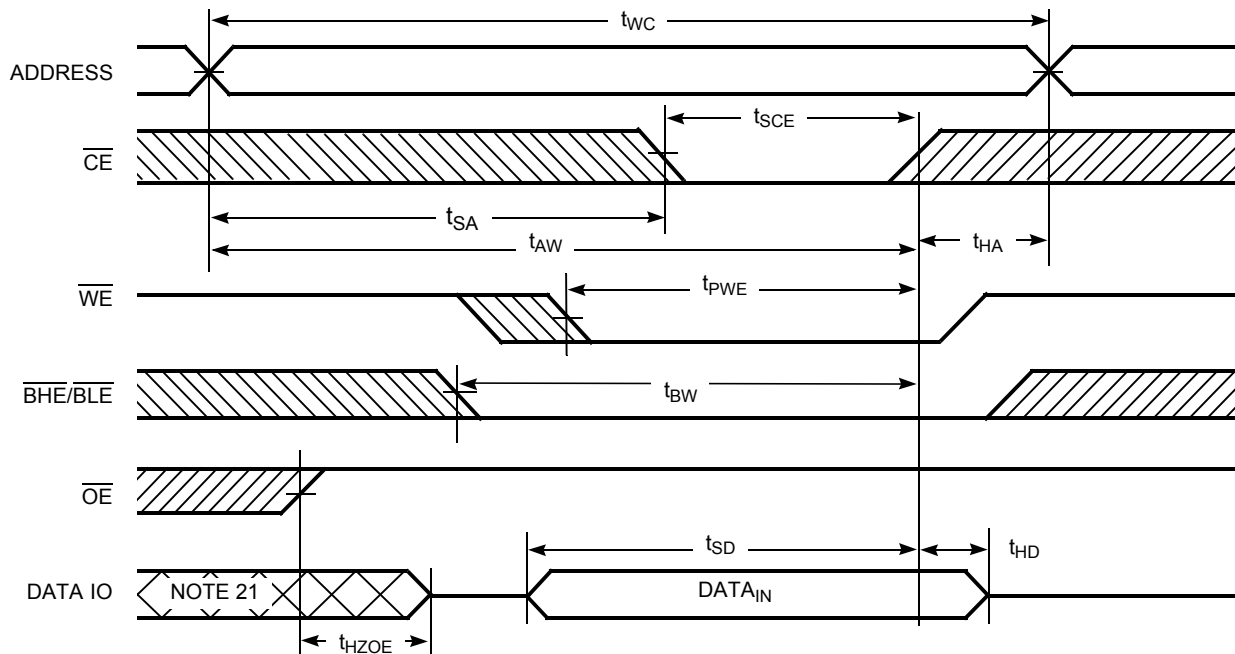 tWC
ADDRESS
tSCE
CE
tSA
tAW
tHA
WE
tPWE
BHE/BLE
tBW
OE
tSD
tHD
DATA IO
NOTE 21
DATAIN
tHZOE